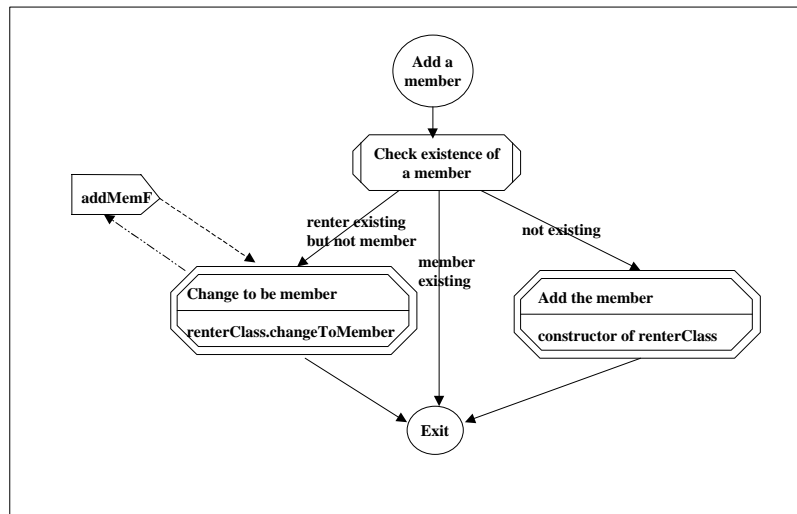 Add a
member
Check existence of
a member
addMemF
renter existing
but not member
not existing
member
existing
Change to be member
renterClass.changeToMember
Add the member
constructor of renterClass
Exit